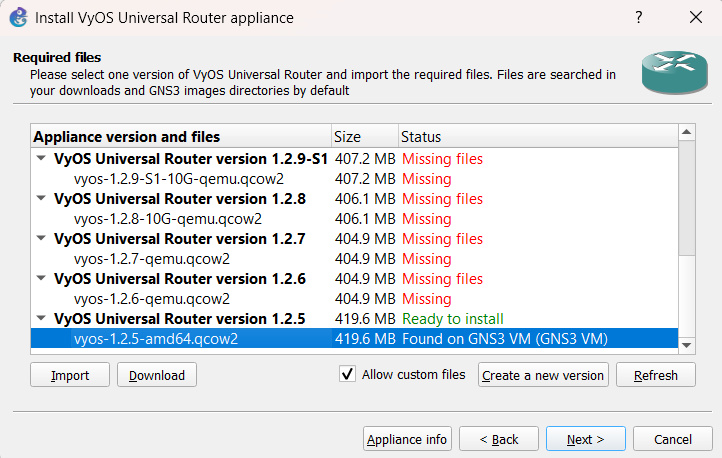 Install VyOS Universal Router appliance
Required files
Please select one version of VyOS Universal Router and import the required files. Files are searched in
your downloads and GNS3 images directories by default
Appliance version and files Size Status
VyOS Universal Router version 1.2.9-S1 407.2 MB Missing files
vyos-1.2.9-S1-10G-qemu.qcow2 407.2 MB Missing
VyOS Universal Router version 1.2.8 406.1 MB Missing files
vyos-1.2.8-10G-qemu.qcow2 406.1 MB Missing
VyOS Universal Router version 1.2.7 404.9 MB Missing files
vyos-1.2.7-qemu.qcow2 404.9 MB Missing
VyOS Universal Router version 1.2.6 404.9 MB Missing files
vyos-1.2.6-qemu.qcow2 404.9 MB Missing
VyOS Universal Router version 1.2.5 419.6 MB Ready to install
vyos-1.2.5-amd64.qcow2 419.6 MB Found on GNS3 VM (GNS3 VM)
Import Download Allow custom files Create a new version Refresh
Appliance info < Back Next > Cancel